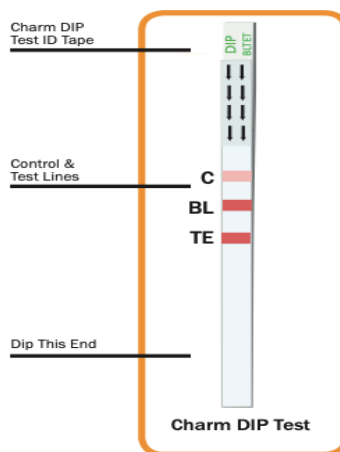 Charm DIP
Test ID Tape
DIP
BLTET
Control &
Test Lines
C
BL
TE
Dip This End
Charm DIP Test